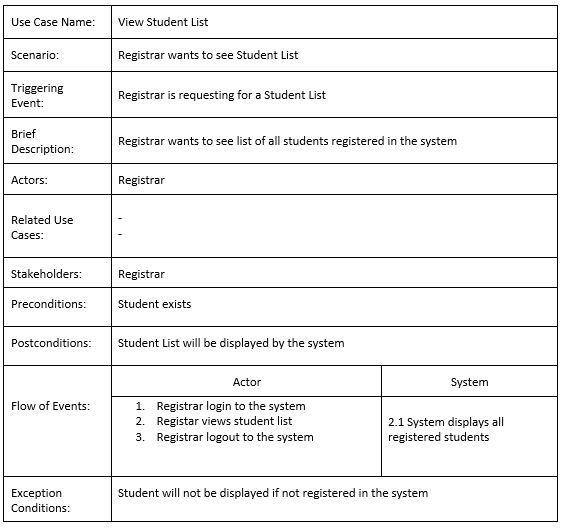 Use Case Name: View Student List
Scenario: Registrar wants to see Student List
Triggering
Event: Registrar is requesting for a Student List
Brief
Description: Registrar wants to see list of all students registered in the system
Actors: Registrar
Related Use
Cases:
-
-
Stakeholders: Registrar
Preconditions: Student exists
Postconditions: Student List will be displayed by the system
Flow of Events:
Actor
1. Registrar login to the system
2. Registar views student list
3. Registrar logout to the system
System
2.1 System displays all
registered students
Exception
Conditions: Student will not be displayed if not registered in the system